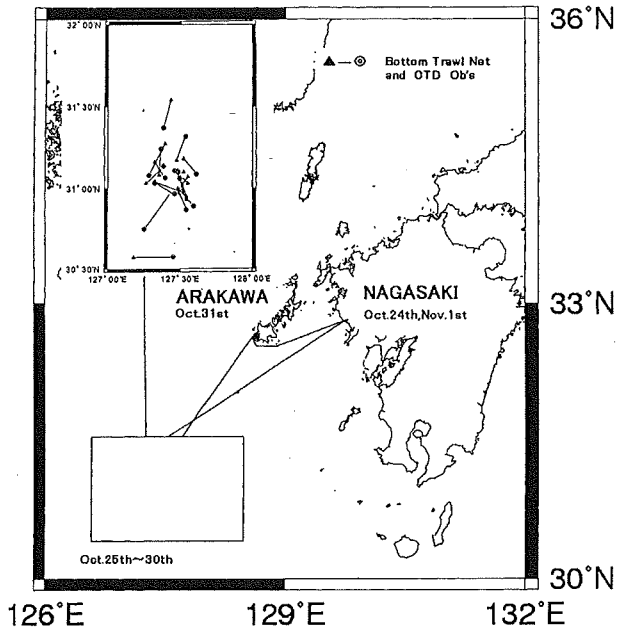 36°N
32° 00'N
Bottom Trawl Net
and OTD Ob's
31°30'N
31°00'N
30°30'N
127°00'E
127°30'E
128°00'E
ARAKAWA
Oct.31st
NAGASAKI
Oct.24th,Nov.1st
33°N
Oct.25th～30th
30°N
126°E
129°E
132°E